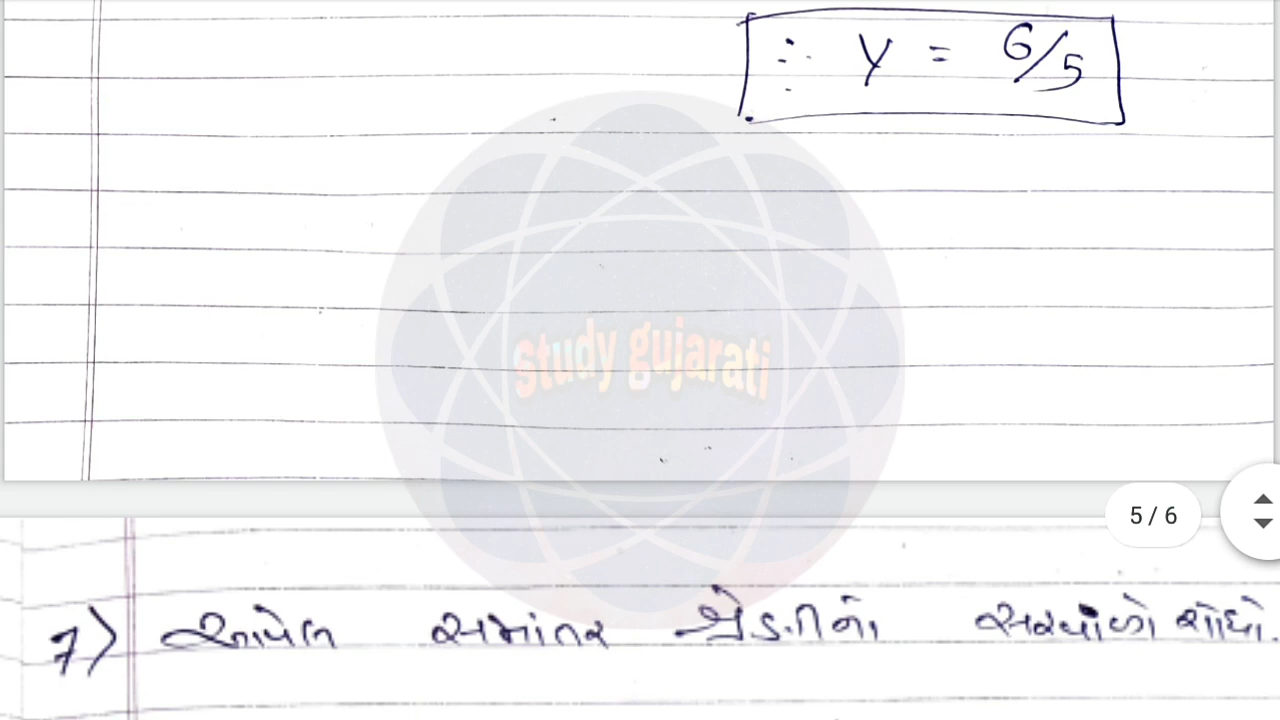 ∴ y = 6/5
study gujarati
5 / 6
7) આપેલ સમાંતર શ્રેડીનો સરવાળો શોધો.